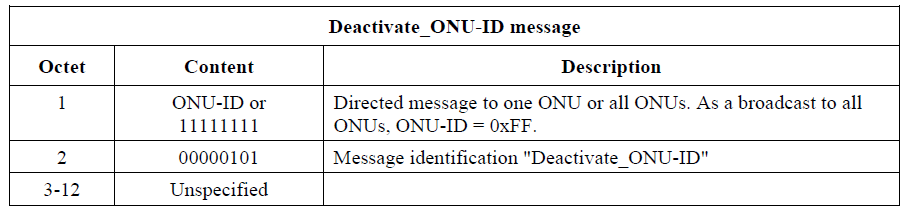 Deactivate_ONU-ID message
Octet Content Description
1 ONU-ID or 11111111 Directed message to one ONU or all ONUs. As a broadcast to all ONUs, ONU-ID = 0xFF.
2 00000101 Message identification "Deactivate_ONU-ID"
3-12 Unspecified